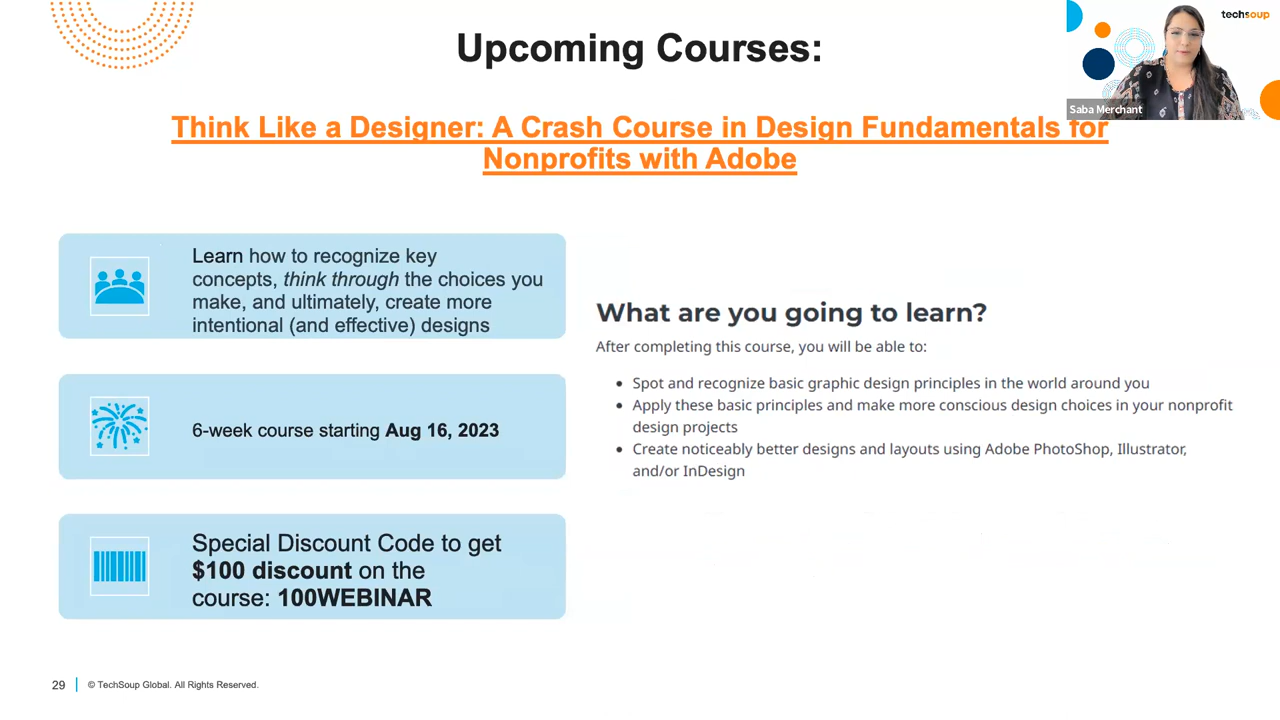 Upcoming Courses:
techsoup
Saba Merchant
Think Like a Designer: A Crash Course in Design Fundamentals for
Nonprofits with Adobe
Learn how to recognize key
concepts, think through the choices you
make, and ultimately, create more
intentional (and effective) designs
6-week course starting Aug 16, 2023
Special Discount Code to get
$100 discount on the
course: 100WEBINAR
What are you going to learn?
After completing this course, you will be able to:
• Spot and recognize basic graphic design principles in the world around you
• Apply these basic principles and make more conscious design choices in your nonprofit
design projects
• Create noticeably better designs and layouts using Adobe PhotoShop, Illustrator,
and/or InDesign
29
© TechSoup Global. All Rights Reserved.